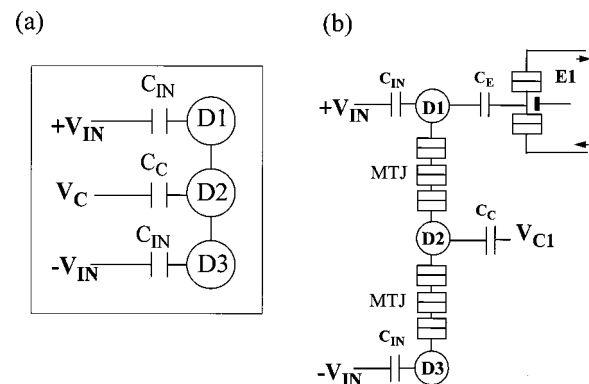 (a)
C_IN
+V_IN
D1
C_C
V_C
D2
C_IN
-V_IN
D3
(b)
C_IN
C_E
E1
+V_IN
D1
MTJ
C_C
D2
V_C1
MTJ
C_IN
-V_IN
D3